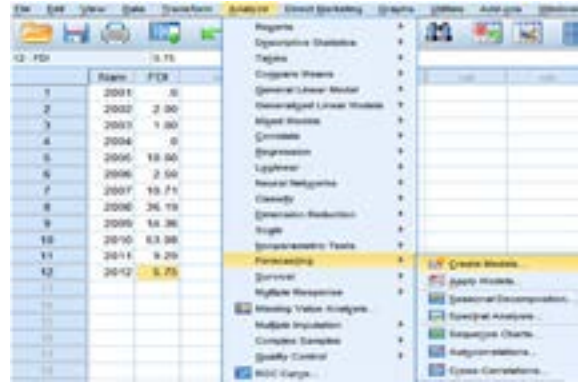 File Edit View Data Transform Analyze Direct Marketing Graphs Utilities Add-ons Window
12 : FDI 5.75
Nam FDI
1 2001 .0
2 2002 2.00
3 2003 1.00
4 2004 .0
5 2005 10.00
6 2006 2.50
7 2007 10.71
8 2008 26.19
9 2009
10 2010
11 2011 9.29
12 2012 5.75
Reports
Descriptive Statistics
Tables
Compare Means
General Linear Model
Generalized Linear Models
Mixed Models
Correlate
Regression
Loglinear
Neural Networks
Classify
Dimension Reduction
Scale
Nonparametric Tests
Forecasting
Survival
Multiple Response
Missing Value Analysis...
Multiple Imputation
Complex Samples
Quality Control
ROC Curve...
Create Models...
Apply Models...
Seasonal Decomposition...
Spectral Analysis...
Sequence Charts...
Autocorrelations...
Cross-Correlations...